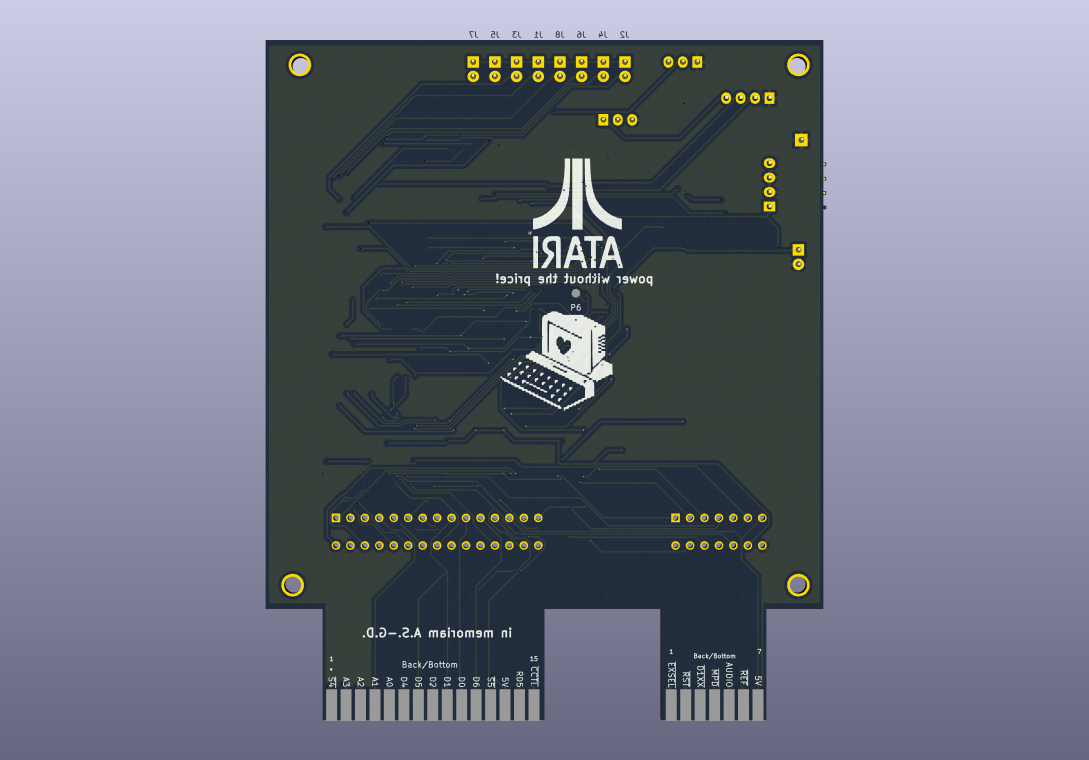 J7 J5 J3 J1 J8 J6 J4 J2
ATARI
power without the price!
P6
in memoriam A.S.-G.D.
1 15
Back/Bottom
S4 A3 A2 A1 A0 D4 D5 D2 D1 D0 D6 S5 5V RD5 CCTL
1 7
Back/Bottom
EXSEL RST D1XX MPD AUDIO REF 5V